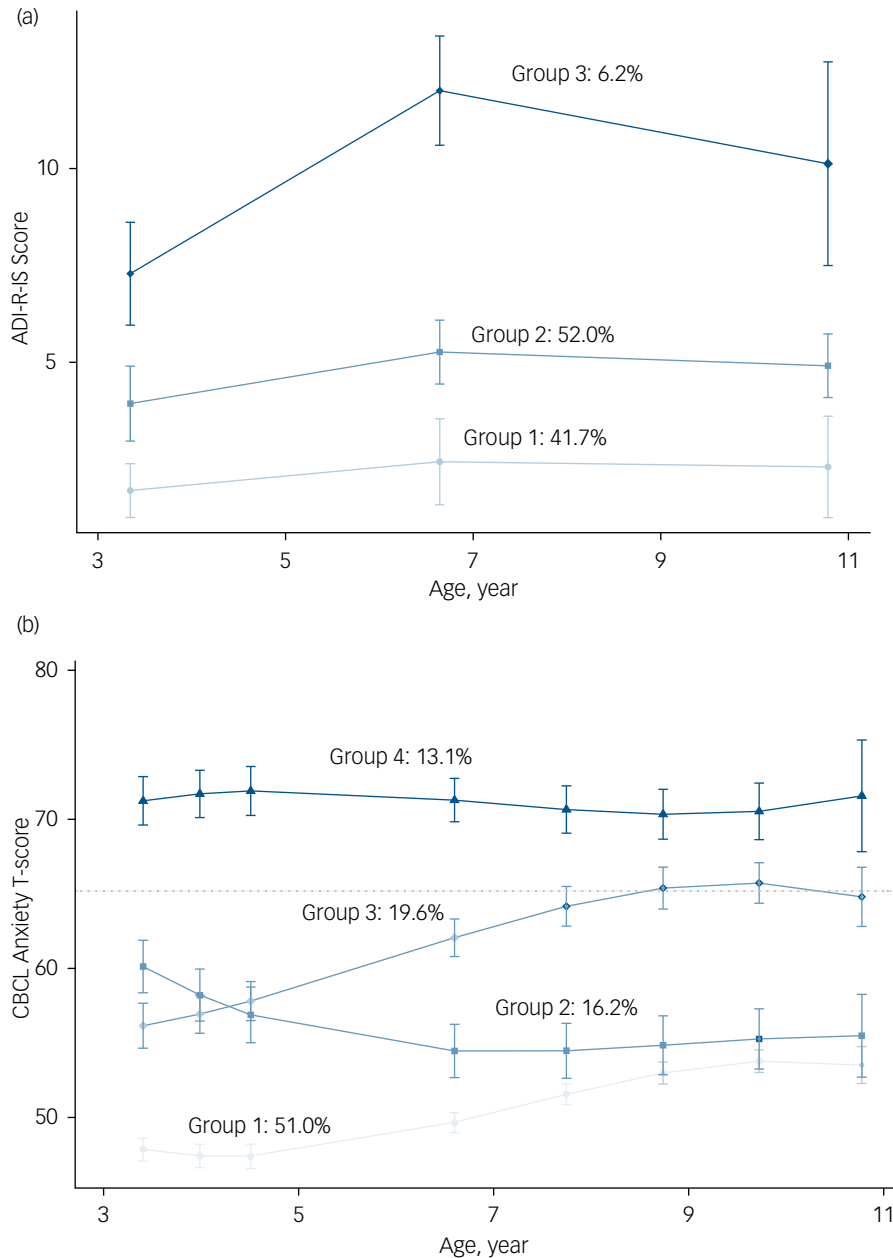 (a)
Group 3: 6.2%
10
ADI-R-IS Score
Group 2: 52.0%
5
Group 1: 41.7%
3 5 7 9 11
Age, year
(b)
80
Group 4: 13.1%
70
CBCL Anxiety T-score
Group 3: 19.6%
60
Group 2: 16.2%
Group 1: 51.0%
50
3 5 7 9 11
Age, year